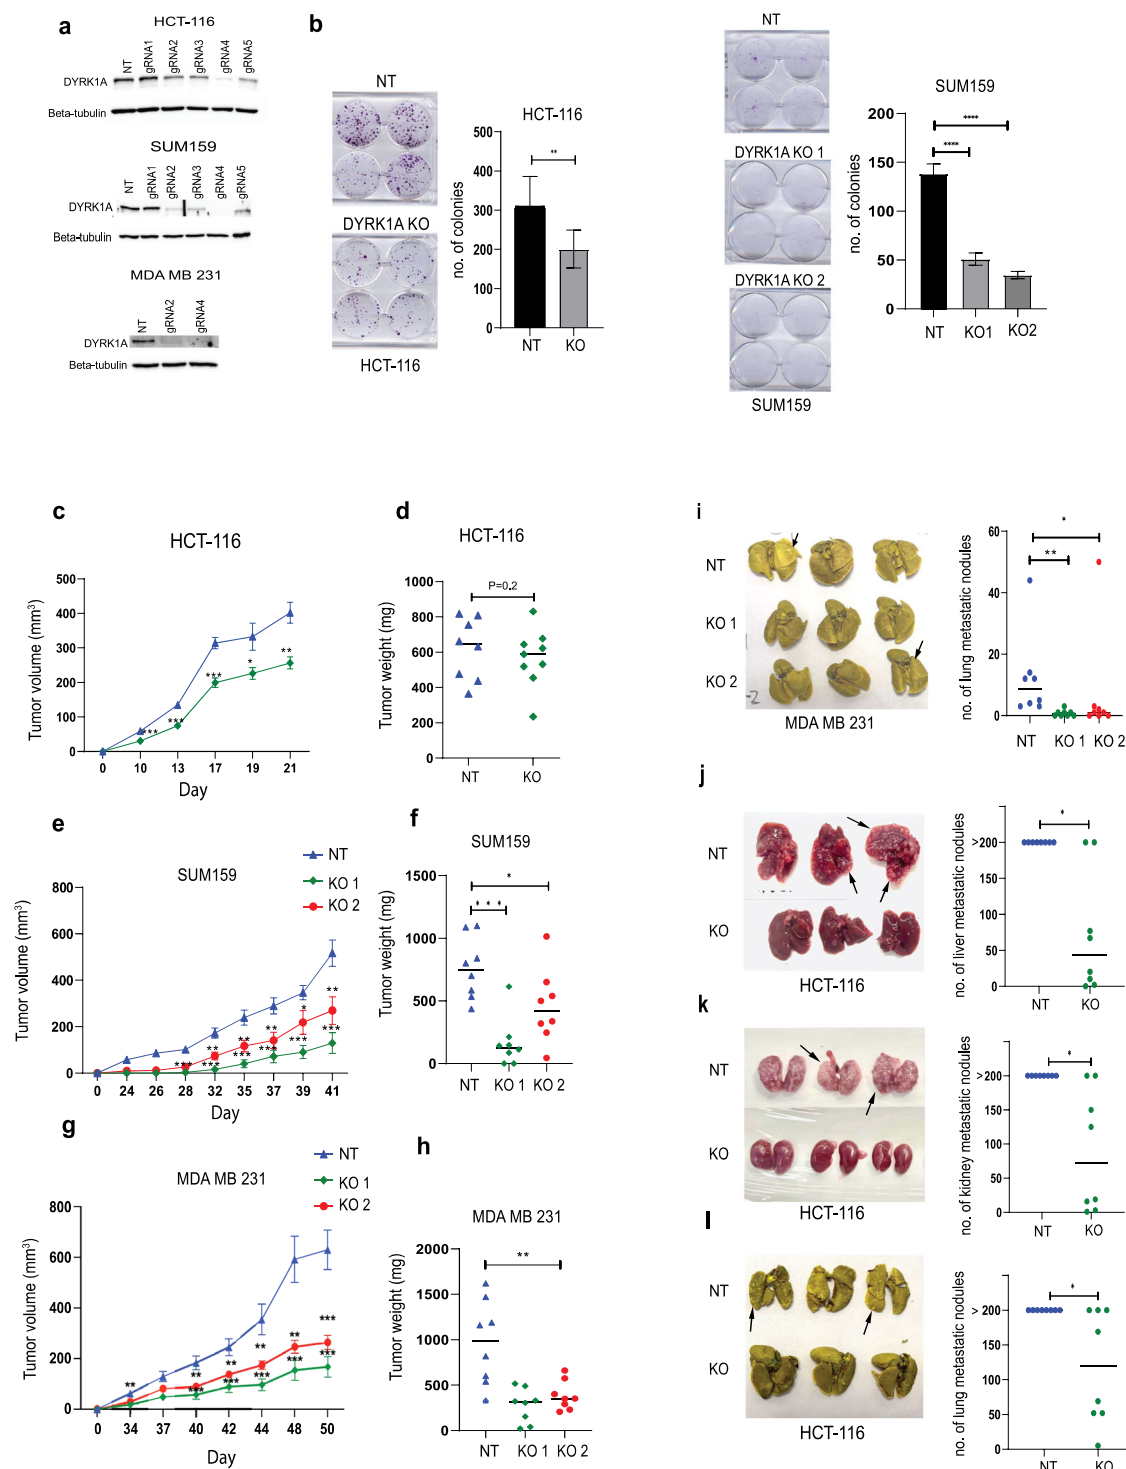 a
HCT-116
NT
gRNA1
gRNA2
gRNA3
gRNA4
gRNA5
DYRK1A
Beta-tubulin
SUM159
NT
gRNA1
gRNA2
gRNA3
gRNA4
gRNA5
DYRK1A
Beta-tubulin
MDA MB 231
NT
gRNA2
gRNA4
DYRK1A
Beta-tubulin
b
NT
DYRK1A KO
HCT-116
HCT-116
no. of colonies
500
400
300
200
100
0
**
NT KO
NT
DYRK1A KO 1
DYRK1A KO 2
SUM159
SUM159
no. of colonies
200
150
100
50
0
****
****
NT KO1 KO2
c
HCT-116
Tumor volume (mm³)
500
400
300
200
100
0
***
***
***
*
**
0 10 13 17 19 21
Day
d
HCT-116
Tumor weight (mg)
1000
800
600
400
200
0
P=0.2
NT KO
e
SUM159
NT
KO 1
KO 2
Tumor volume (mm³)
800
600
400
200
0
***
**
***
**
***
**
***
*
***
**
***
0 24 26 28 32 35 37 39 41
Day
f
SUM159
Tumor weight (mg)
1500
1000
500
0
*
***
NT KO 1 KO 2
g
MDA MB 231
NT
KO 1
KO 2
Tumor volume (mm³)
800
600
400
200
0
**
**
***
**
***
**
***
**
***
***
***
0 34 37 40 42 44 48 50
Day
h
MDA MB 231
Tumor weight (mg)
2000
1500
1000
500
0
**
NT KO 1 KO 2
i
NT
KO 1
KO 2
-2
MDA MB 231
no. of lung metastatic nodules
60
40
20
0
*
**
NT KO 1 KO 2
j
NT
KO
HCT-116
no. of liver metastatic nodules
>200
150
100
50
0
*
NT KO
k
NT
KO
HCT-116
no. of kidney metastatic nodules
>200
150
100
50
0
*
NT KO
l
NT
KO
HCT-116
no. of lung metastatic nodules
> 200
150
100
50
0
*
NT KO